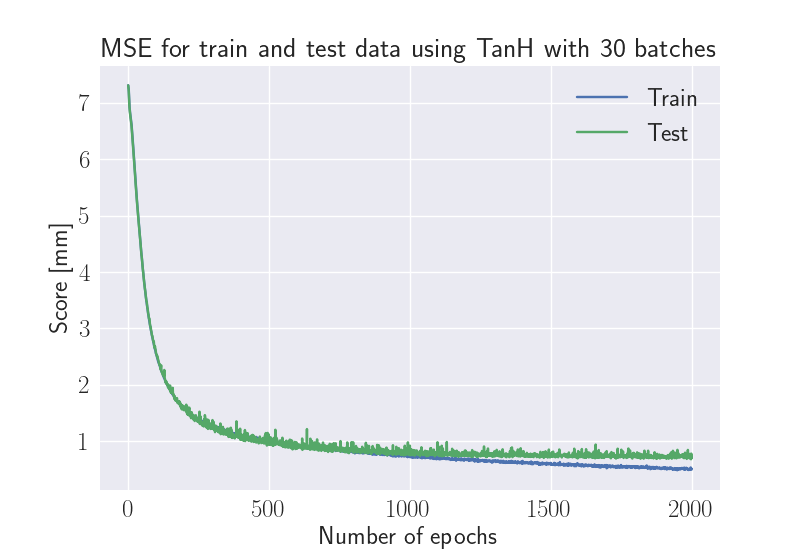 MSE for train and test data using TanH with 30 batches
Train
Test
7
6
5
4
3
2
1
Score [mm]
0
500
1000
1500
2000
Number of epochs